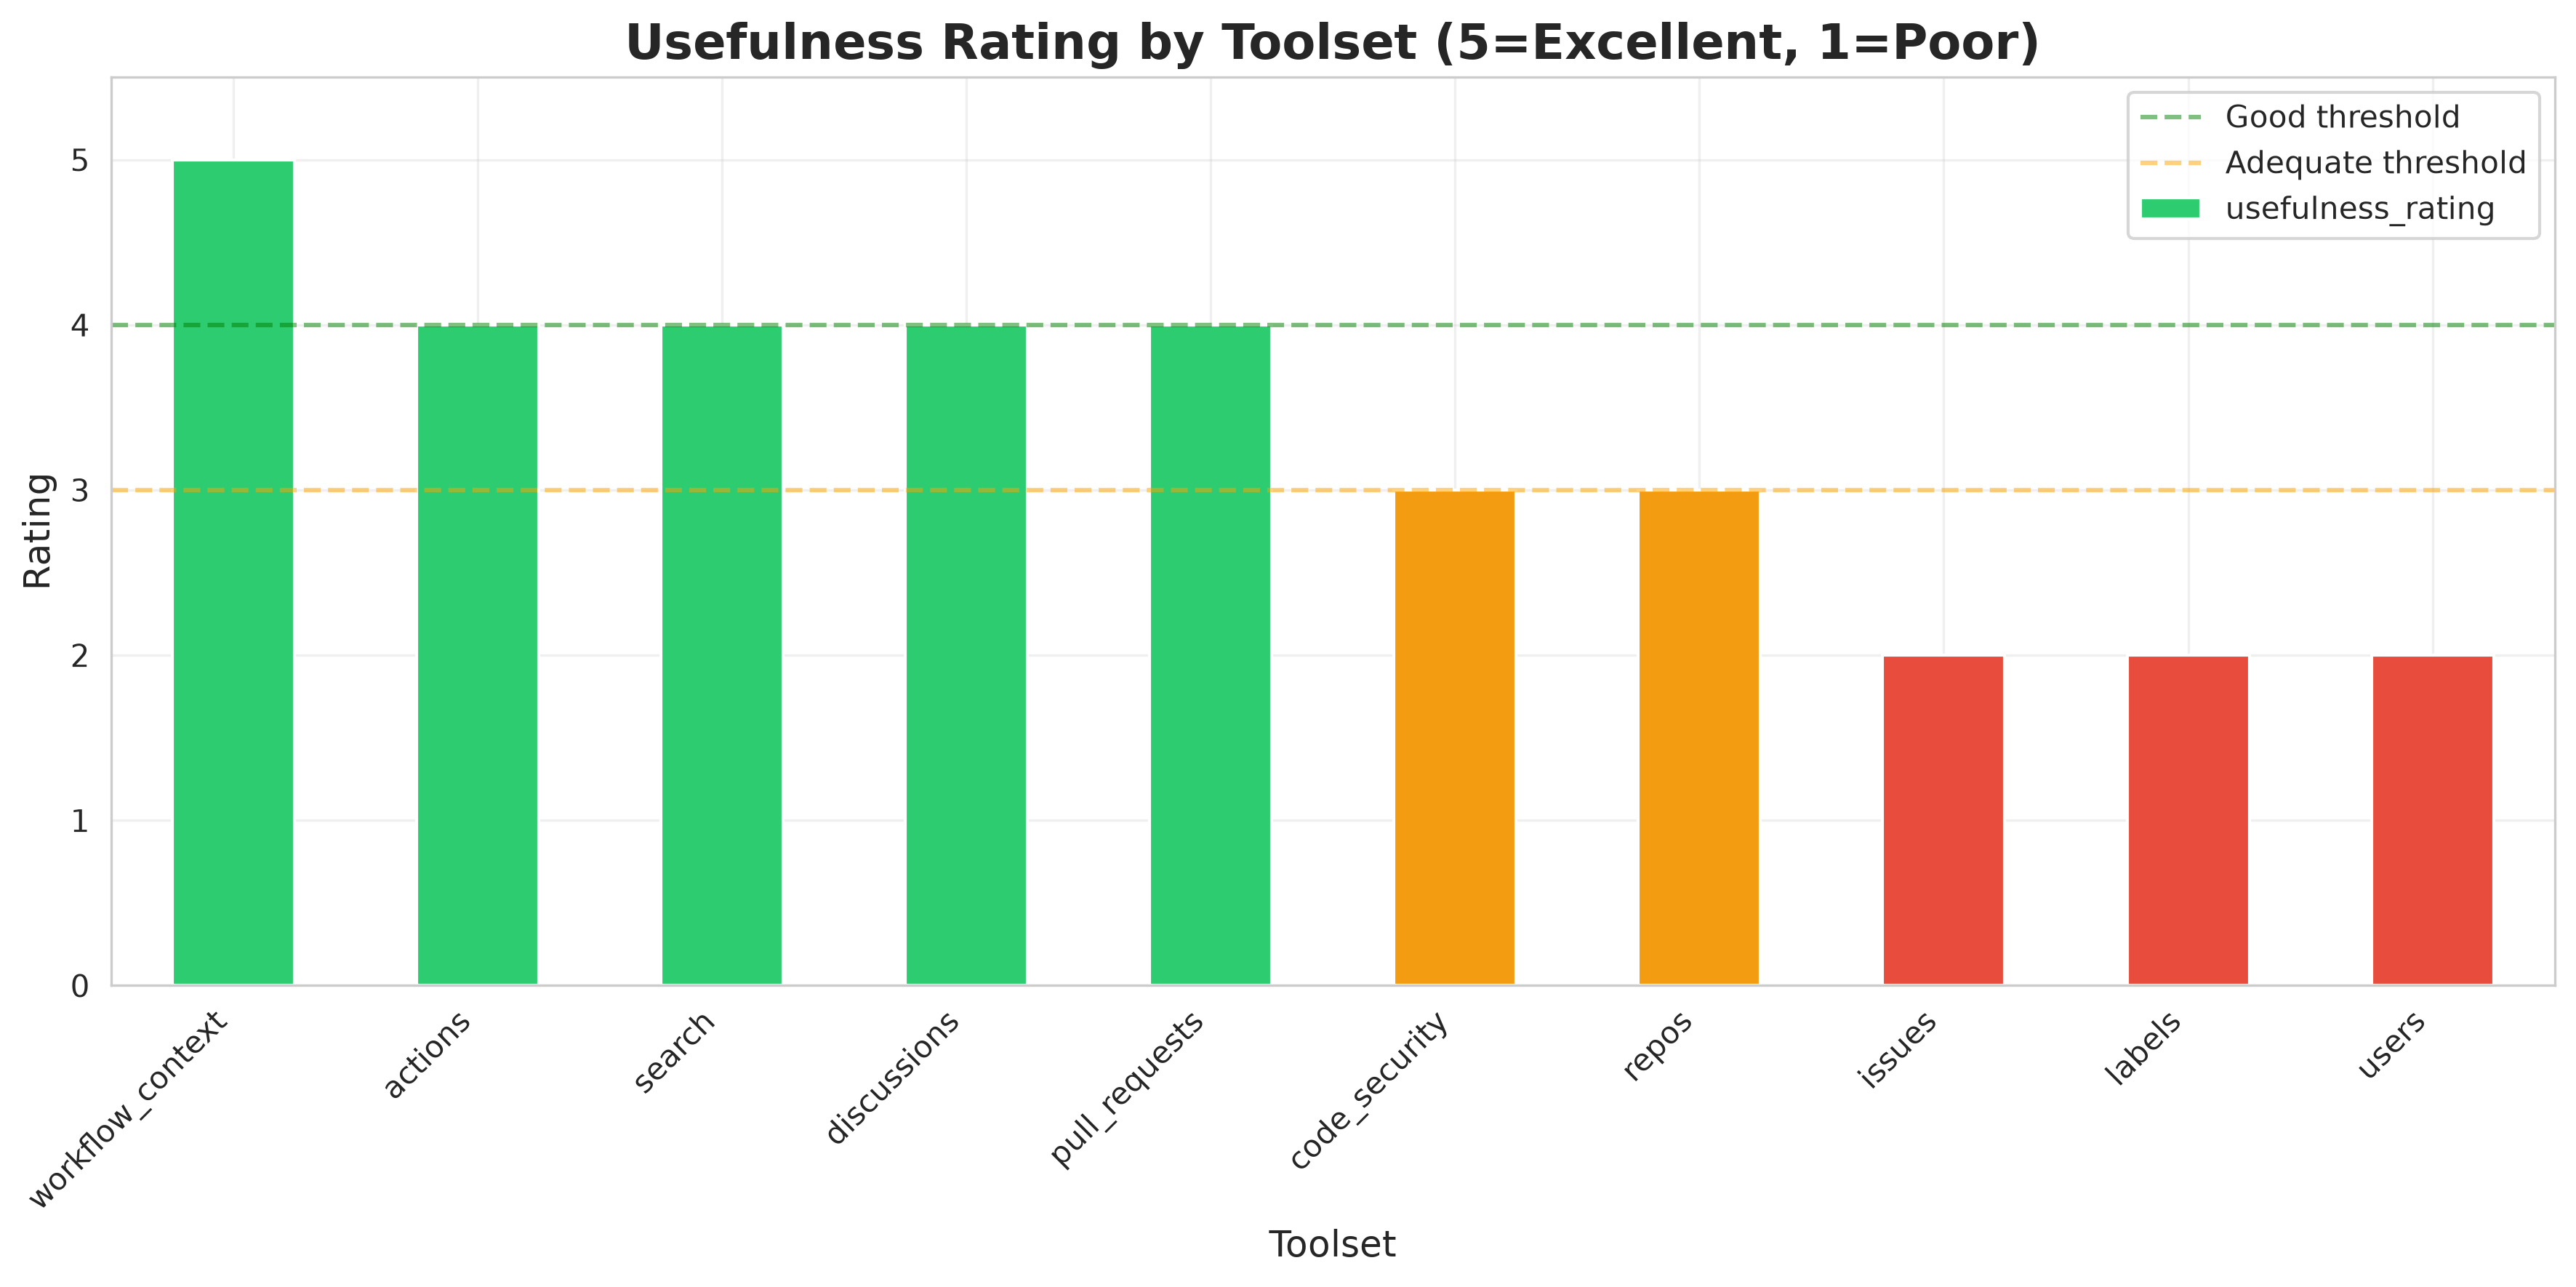 Usefulness Rating by Toolset (5=Excellent, 1=Poor)
Good threshold
Adequate threshold
usefulness_rating
Rating
5
4
3
2
1
0
workflow_context
actions
search
discussions
pull_requests
code_security
repos
issues
labels
users
Toolset